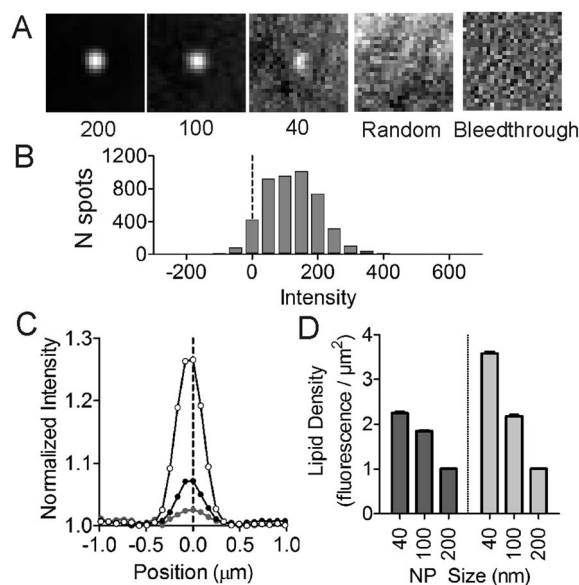 A
200 100 40 Random Bleedthrough
B
N spots
1200
800
400
0
-200 0 200 400 600
Intensity
C
Normalized Intensity
1.3
1.2
1.1
1.0
-1.0 -0.5 0.0 0.5 1.0
Position (μm)
D
Lipid Density
(fluorescence / μm²)
4
3
2
1
0
40 100 200 40 100 200
NP Size (nm)